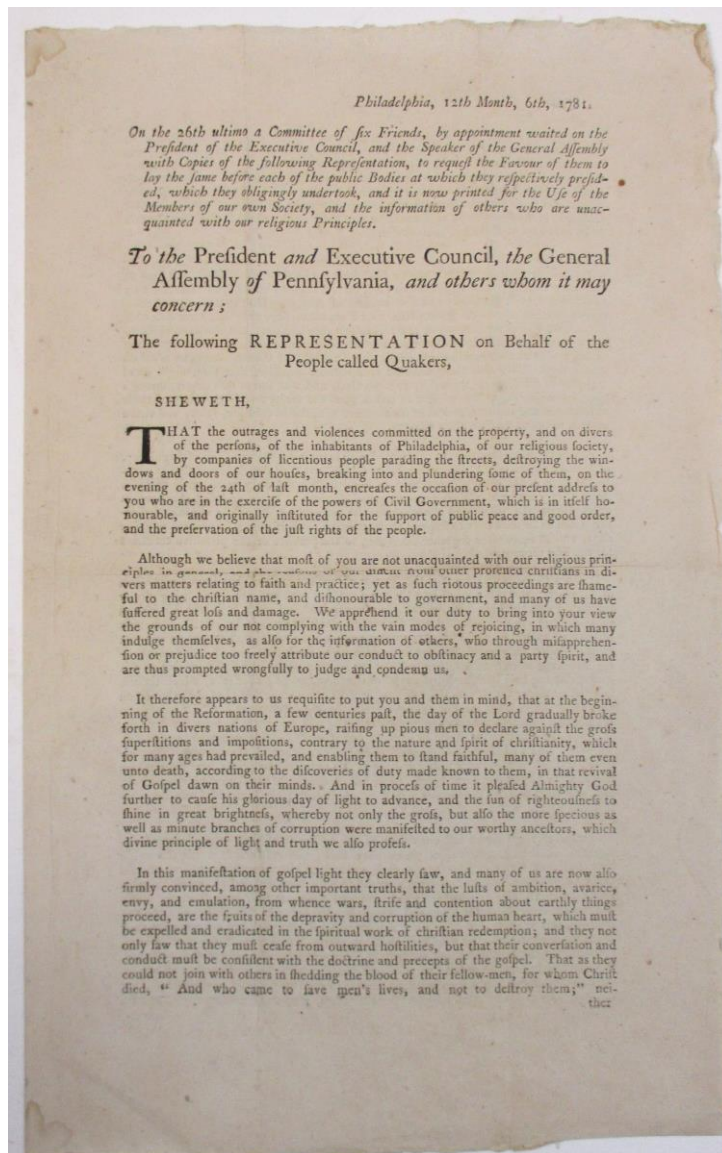 Philadelphia, 12th Month, 6th, 1781.
On the 26th ultimo a Committee of ſix Friends, by appointment waited on the
Preſident of the Executive Council, and the Speaker of the General Aſſembly
with Copies of the following Repreſentation, to requeſt the Favour of them to
lay the ſame before each of the public Bodies at which they reſpectively preſid-
ed, which they obligingly undertook, and it is now printed for the Uſe of the
Members of our own Society, and the information of others who are unac-
quainted with our religious Principles.
To the Preſident and Executive Council, the General
Aſſembly of Pennſylvania, and others whom it may
concern;
The following REPRESENTATION on Behalf of the
People called Quakers,
SHEWETH,
THAT the outrages and violences committed on the property, and on divers
of the perſons, of the inhabitants of Philadelphia, of our religious ſociety,
by companies of licentious people parading the ſtreets, deſtroying the win-
dows and doors of our houſes, breaking into and plundering ſome of them, on the
evening of the 24th of laſt month, encreaſes the occaſion of our preſent addreſs to
you who are in the exerciſe of the powers of Civil Government, which is in itſelf ho-
nourable, and originally inſtituted for the ſupport of public peace and good order,
and the preſervation of the juſt rights of the people.
Although we believe that moſt of you are not unacquainted with our religious prin-
ciples in general, and the reaſons of our diſſent from other profeſſed chriſtians in di-
vers matters relating to faith and practice; yet as ſuch riotous proceedings are ſhame-
ful to the chriſtian name, and diſhonourable to government, and many of us have
ſuffered great loſs and damage. We apprehend it our duty to bring into your view
the grounds of our not complying with the vain modes of rejoicing, in which many
indulge themſelves, as alſo for the information of others, who through miſapprehen-
ſion or prejudice too freely attribute our conduct to obſtinacy and a party ſpirit, and
are thus prompted wrongfully to judge and condemn us.
It therefore appears to us requiſite to put you and them in mind, that at the begin-
ning of the Reformation, a few centuries paſt, the day of the Lord gradually broke
forth in divers nations of Europe, raiſing up pious men to declare againſt the groſs
ſuperſtitions and impoſitions, contrary to the nature and ſpirit of chriſtianity, which
for many ages had prevailed, and enabling them to ſtand faithful, many of them even
unto death, according to the diſcoveries of duty made known to them, in that revival
of Goſpel dawn on their minds. And in proceſs of time it pleaſed Almighty God
further to cauſe his glorious day of light to advance, and the ſun of righteouſneſs to
ſhine in great brightneſs, whereby not only the groſs, but alſo the more ſpecious as
well as minute branches of corruption were manifeſted to our worthy anceſtors, which
divine principle of light and truth we alſo profeſs.
In this manifeſtation of goſpel light they clearly ſaw, and many of us are now alſo
firmly convinced, among other important truths, that the luſts of ambition, avarice,
envy, and emulation, from whence wars, ſtrife and contention about earthly things
proceed, are the fruits of the depravity and corruption of the human heart, which muſt
be expelled and eradicated in the ſpiritual work of chriſtian redemption; and they not
only ſaw that they muſt ceaſe from outward hoſtilities, but that their converſation and
conduct muſt be conſiſtent with the doctrine and precepts of the goſpel. That as they
could not join with others in ſhedding the blood of their fellow-men, for whom Chriſt
died, "And who came to ſave men's lives, and not to deſtroy them;" nei-
ther